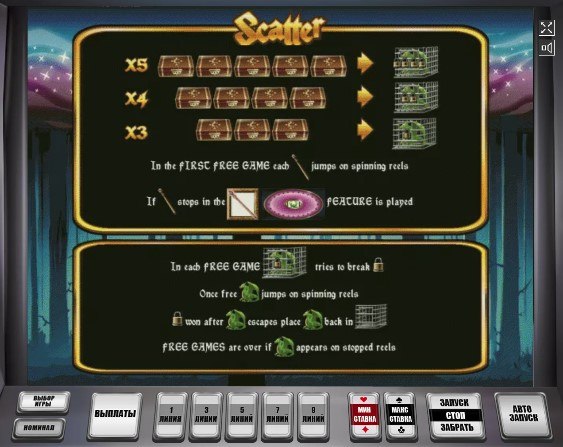 Scatter
X5
X4
X3
In the FIRST FREE GAME each jumps on spinning reels
If stops in the FEATURE is played
In each FREE GAME tries to break
Once free jumps on spinning reels
won after escapes place back in
FREE GAMES are over if appears on stopped reels
ВЫБОР ИГРЫ
НОМИНАЛ
ВЫПЛАТЫ
1 ЛИНИЯ
3 ЛИНИИ
5 ЛИНИЙ
7 ЛИНИЙ
9 ЛИНИЙ
МИН СТАВКА
МАКС СТАВКА
ЗАПУСК
СТОП
ЗАБРАТЬ
АВТО ЗАПУСК